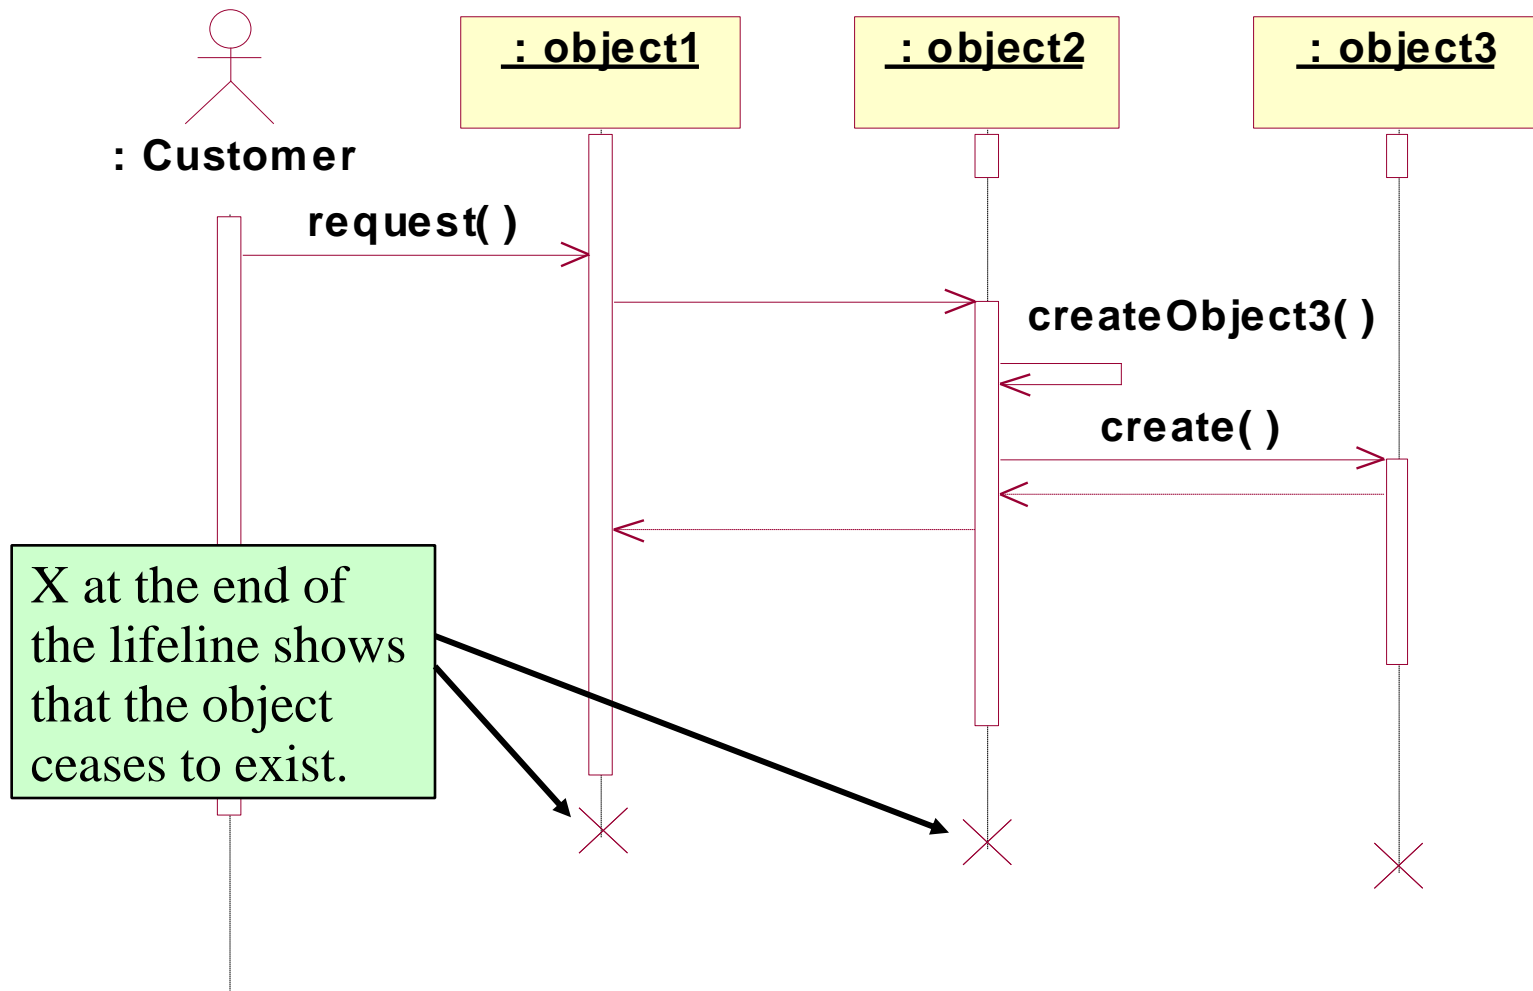 : object1
: object2
: object3
: Customer
request( )
createObject3( )
create( )
X at the end of
the lifeline shows
that the object
ceases to exist.